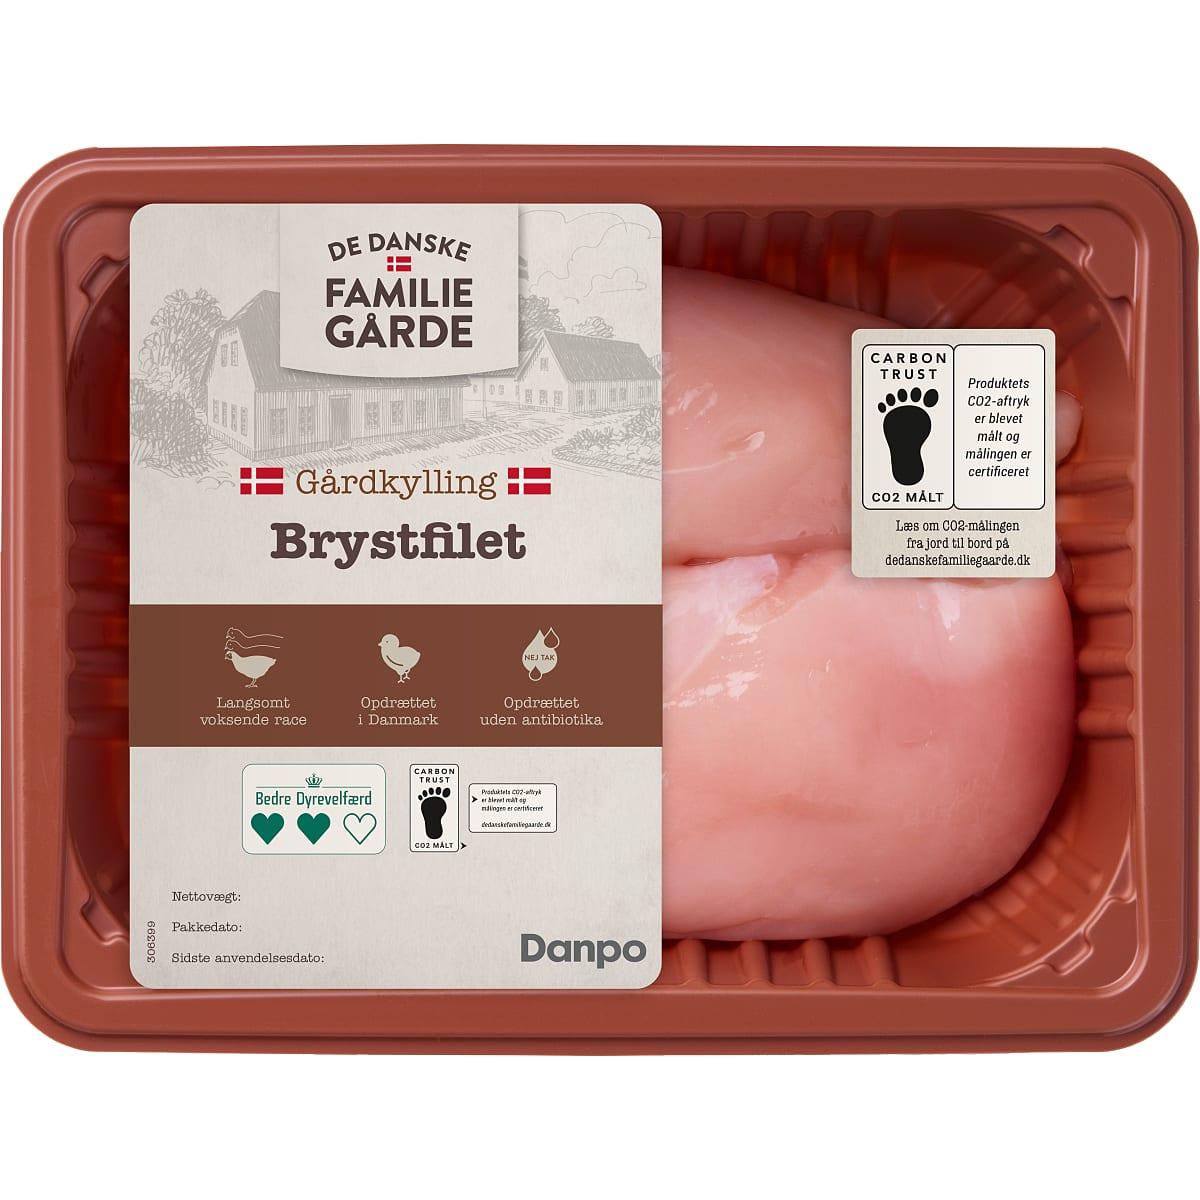 DE DANSKE
FAMILIE
GÅRDE
Gårdkylling
Brystfilet
Langsomt
voksende race
Opdrættet
i Danmark
NEJ TAK
Opdrættet
uden antibiotika
Bedre Dyrevelfærd
CARBON
TRUST
CO2 MÅLT
Produktets CO2-aftryk
er blevet målt og
målingen er certificeret
dedanskefamiliegaarde.dk
Nettovægt:
Pakkedato:
Sidste anvendelsesdato:
306399
Danpo
CARBON
TRUST
CO2 MÅLT
Produktets
CO2-aftryk
er blevet
målt og
målingen er
certificeret
Læs om CO2-målingen
fra jord til bord på
dedanskefamiliegaarde.dk